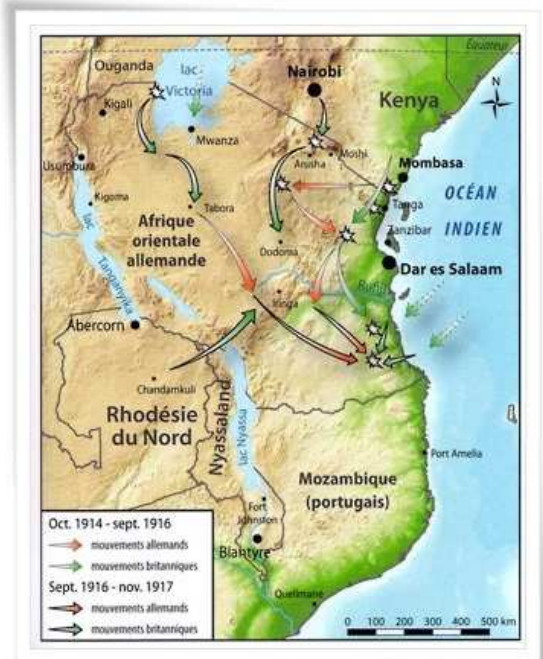 Équateur
Ouganda
lac
Victoria
Nairobi
Kenya
N
Kigali
Mwanza
Arusha
Moshi
Usumbura
Mombasa
Kigoma
Tabora
Tanga
OCÉAN
INDIEN
Zanzibar
Afrique
orientale
allemande
Dodoma
Dar es Salaam
lac
Tanganyika
Iringa
Rufiji
Abercorn
Chandamkuli
Rhodésie
du Nord
Nyassaland
lac Nyassa
Port Amelia
Mozambique
(portugais)
Fort
Johnston
Blantyre
Quelimane
Oct. 1914 - sept. 1916
mouvements allemands
mouvements britanniques
Sept. 1916 - nov. 1917
mouvements allemands
mouvements britanniques
0 100 200 300 400 500 km